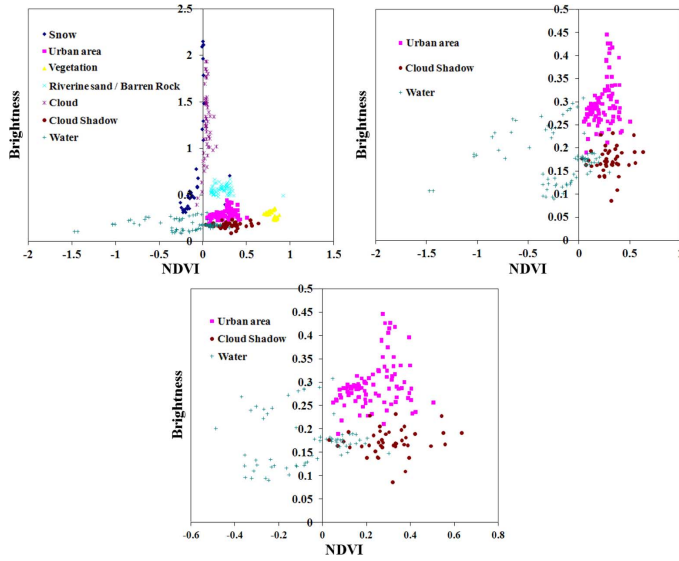 2.5
2
1.5
1
0.5
0
-2
-1.5
-1
-0.5
0
0.5
1
1.5
Brightness
NDVI
Snow
Urban area
Vegetation
Riverine sand / Barren Rock
Cloud
Cloud Shadow
Water
0.5
0.45
0.4
0.35
0.3
0.25
0.2
0.15
0.1
0.05
0
-2
-1.5
-1
-0.5
0
0.5
1
Brightness
NDVI
Urban area
Cloud Shadow
Water
0.5
0.45
0.4
0.35
0.3
0.25
0.2
0.15
0.1
0.05
0
-0.6
-0.4
-0.2
0
0.2
0.4
0.6
0.8
Brightness
NDVI
Urban area
Cloud Shadow
Water